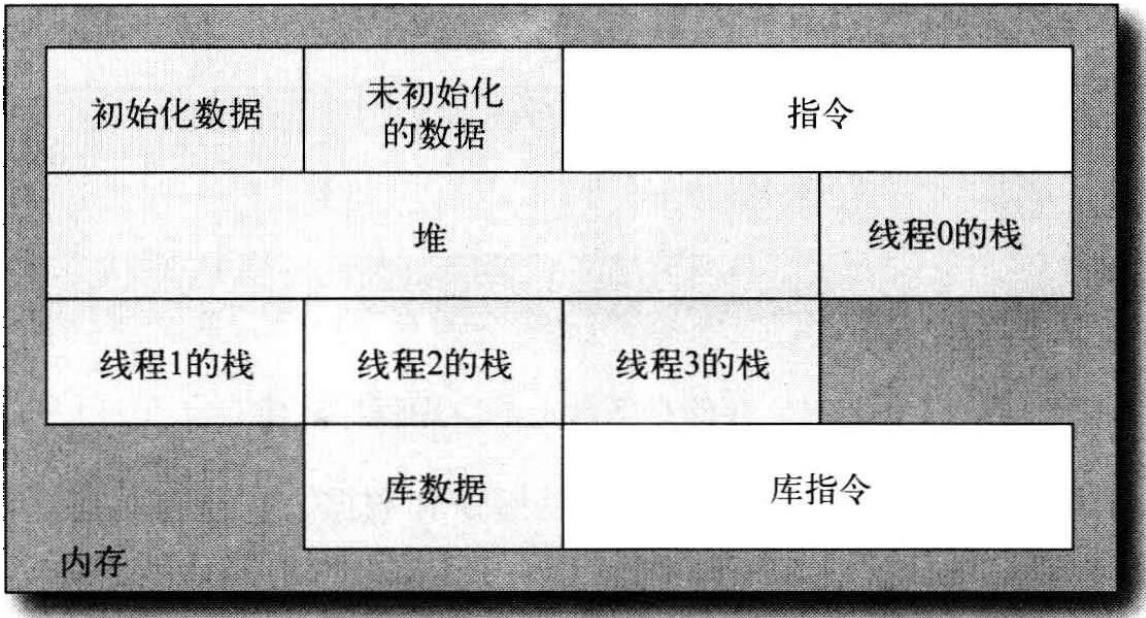 初始化数据
未初始化
的数据
指令
堆
线程0的栈
线程1的栈
线程2的栈
线程3的栈
库数据
库指令
内存